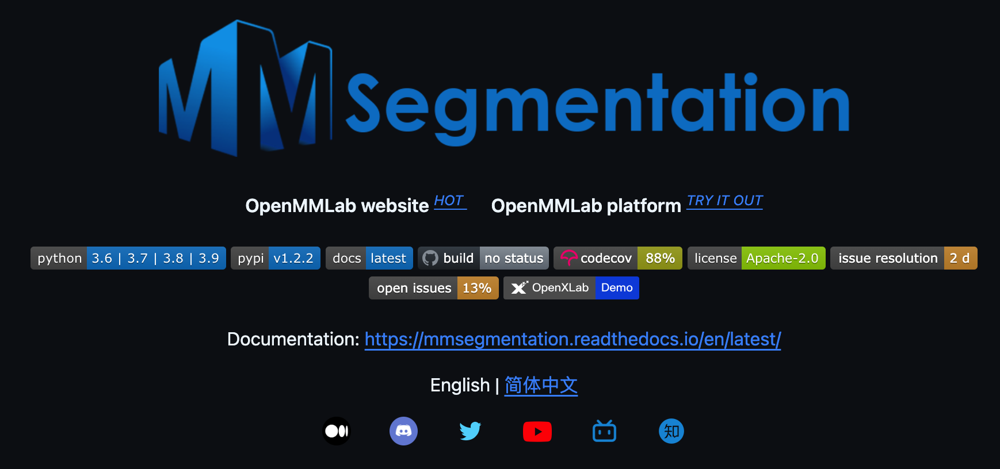 MMSegmentation
OpenMMLab website HOT OpenMMLab platform TRY IT OUT
python 3.6 | 3.7 | 3.8 | 3.9 pypi v1.2.2 docs latest build no status codecov 88% license Apache-2.0 issue resolution 2 d
open issues 13% OpenXLab Demo
Documentation: https://mmsegmentation.readthedocs.io/en/latest/
English | 简体中文
知